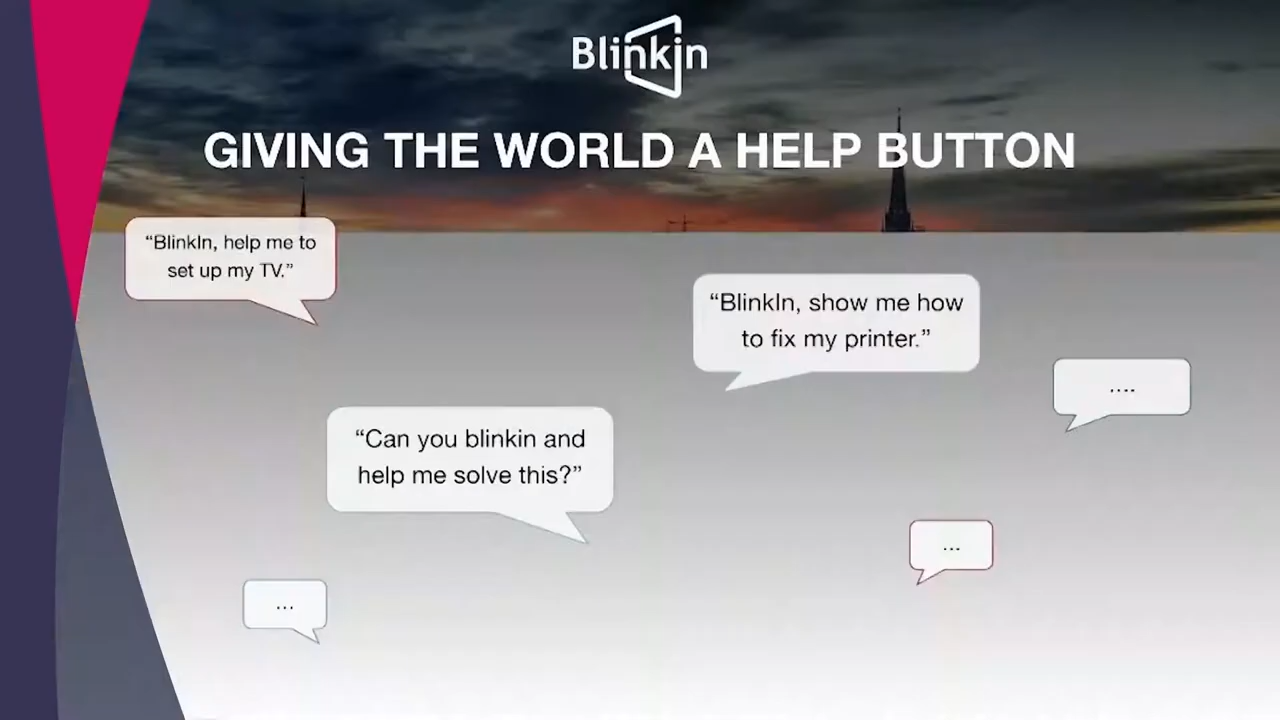 BlinkIn
GIVING THE WORLD A HELP BUTTON
“BlinkIn, help me to
set up my TV.”
“BlinkIn, show me how
to fix my printer.”
....
“Can you blinkin and
help me solve this?”
...
...